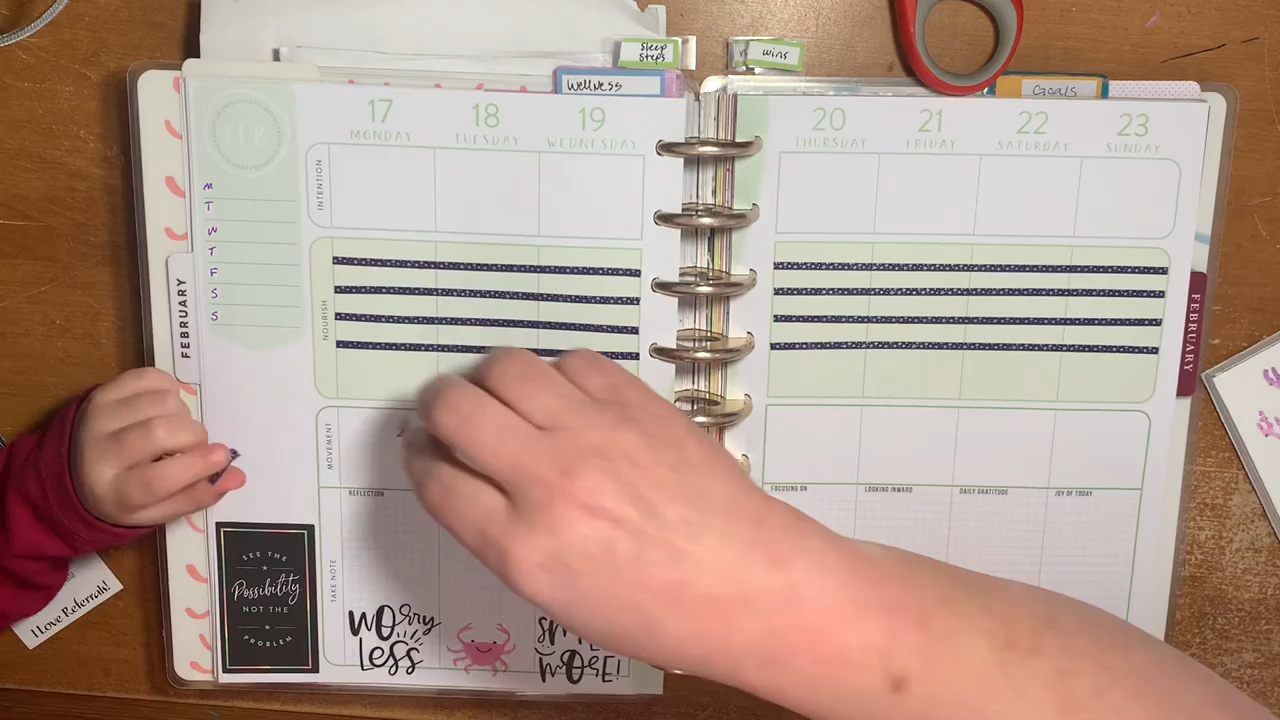 sleep
steps
wins
Wellness
Goals
17
MONDAY
18
TUESDAY
19
WEDNESDAY
20
THURSDAY
21
FRIDAY
22
SATURDAY
23
SUNDAY
INTENTION
M
T
W
T
F
S
S
NOURISH
FEBRUARY
FEBRUARY
MOVEMENT
REFLECTION
FOCUSING ON
LOOKING INWARD
DAILY GRATITUDE
JOY OF TODAY
TAKE NOTE
SEE THE
Possibility
NOT THE
PROBLEM
I Love Referrals!
worry
less
more!